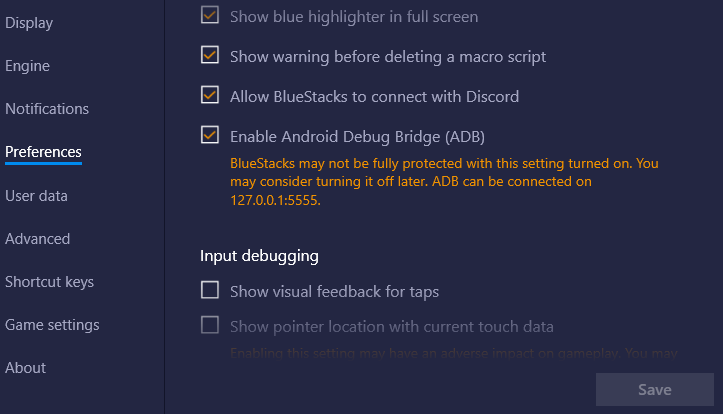 Display
Engine
Notifications
Preferences
User data
Advanced
Shortcut keys
Game settings
About
Show blue highlighter in full screen
Show warning before deleting a macro script
Allow BlueStacks to connect with Discord
Enable Android Debug Bridge (ADB)
BlueStacks may not be fully protected with this setting turned on. You
may consider turning it off later. ADB can be connected on
127.0.0.1:5555.
Input debugging
Show visual feedback for taps
Show pointer location with current touch data
Enabling this setting may have an adverse impact on gameplay. You may
Save